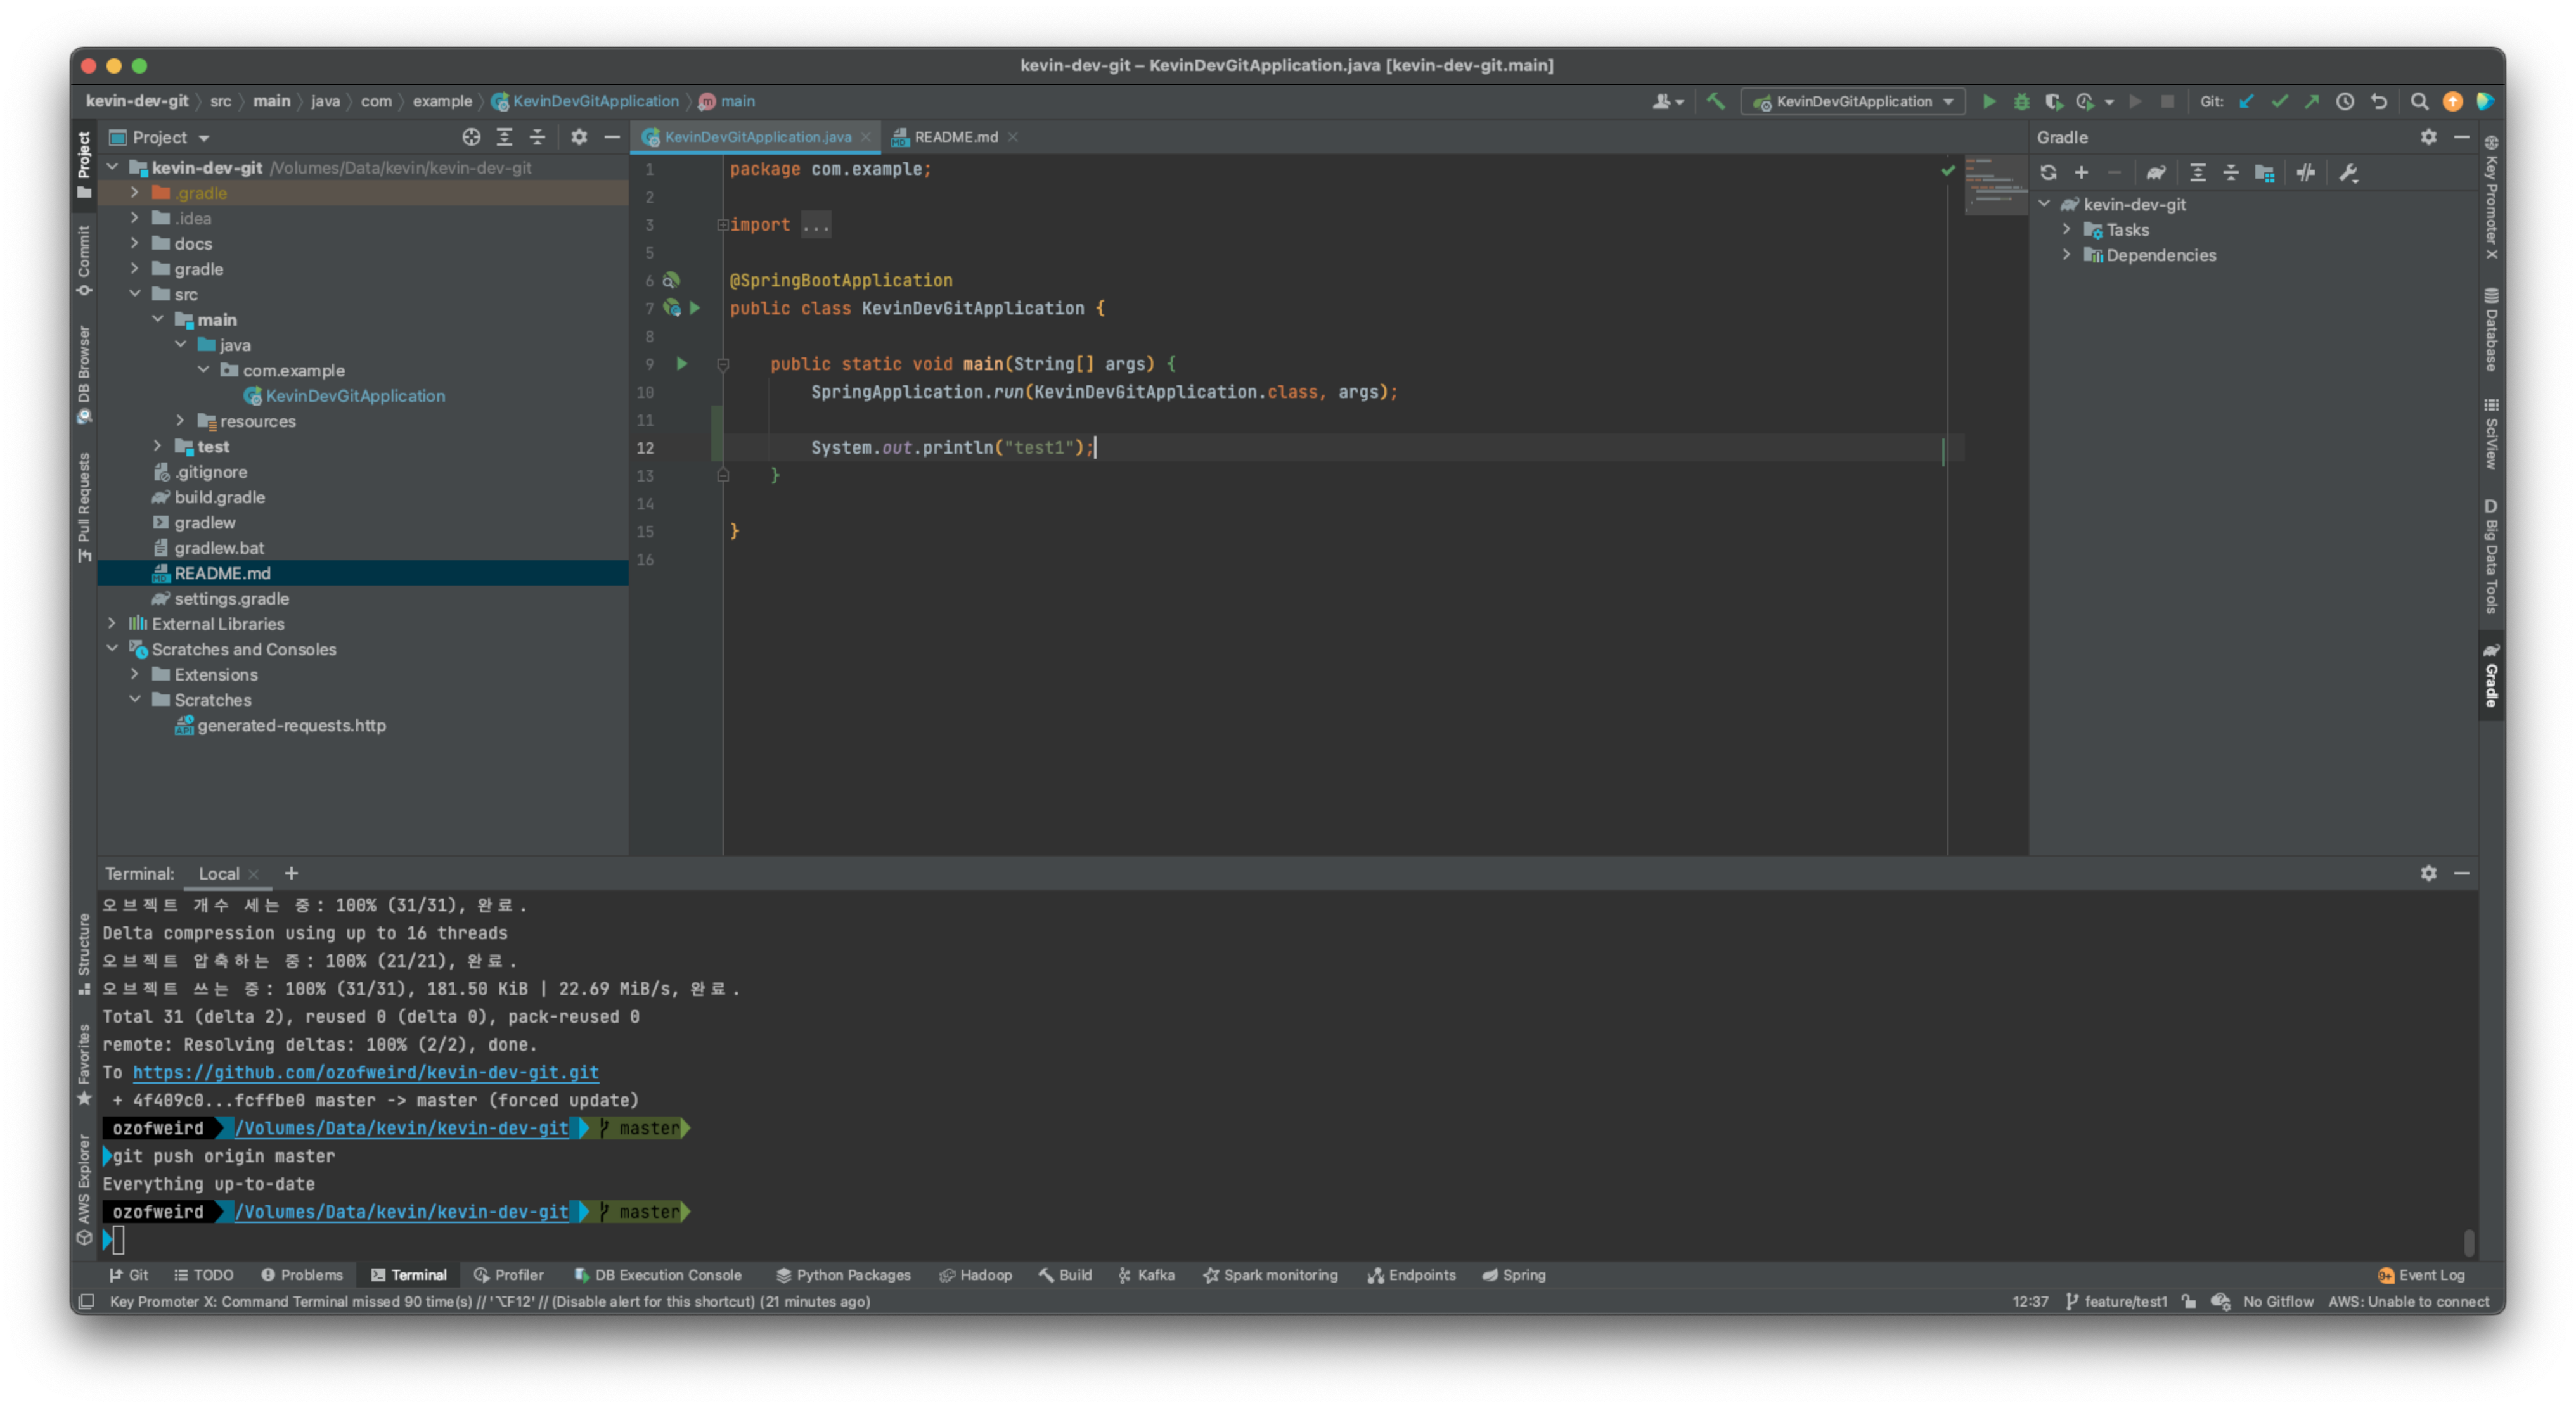 kevin-dev-git – KevinDevGitApplication.java [kevin-dev-git.main]
kevin-dev-git src main java com example KevinDevGitApplication m main
KevinDevGitApplication Git:
Project
Commit
DB Browser
Pull Requests
Structure
Favorites
AWS Explorer
Project
kevin-dev-git /Volumes/Data/kevin/kevin-dev-git
.gradle
.idea
docs
gradle
src
main
java
com.example
KevinDevGitApplication
resources
test
.gitignore
build.gradle
gradlew
gradlew.bat
README.md
settings.gradle
External Libraries
Scratches and Consoles
Extensions
Scratches
generated-requests.http
KevinDevGitApplication.java README.md
1 package com.example;
2
3 import ...
5
6 @SpringBootApplication
7 public class KevinDevGitApplication {
8
9 public static void main(String[] args) {
10 SpringApplication.run(KevinDevGitApplication.class, args);
11
12 System.out.println("test1");
13 }
14
15 }
16
Gradle
kevin-dev-git
Tasks
Dependencies
Key Promoter X
Database
SciView
D Big Data Tools
Gradle
Terminal: Local +
오브젝트 개수 세는 중: 100% (31/31), 완료.
Delta compression using up to 16 threads
오브젝트 압축하는 중: 100% (21/21), 완료.
오브젝트 쓰는 중: 100% (31/31), 181.50 KiB | 22.69 MiB/s, 완료.
Total 31 (delta 2), reused 0 (delta 0), pack-reused 0
remote: Resolving deltas: 100% (2/2), done.
To https://github.com/ozofweird/kevin-dev-git.git
+ 4f409c0...fcffbe0 master -> master (forced update)
ozofweird /Volumes/Data/kevin/kevin-dev-git master
git push origin master
Everything up-to-date
ozofweird /Volumes/Data/kevin/kevin-dev-git master
Git TODO Problems Terminal Profiler DB Execution Console Python Packages Hadoop Build Kafka Spark monitoring Endpoints Spring 9+ Event Log
Key Promoter X: Command Terminal missed 90 time(s) // '⌥F12' // (Disable alert for this shortcut) (21 minutes ago) 12:37 feature/test1 No Gitflow AWS: Unable to connect